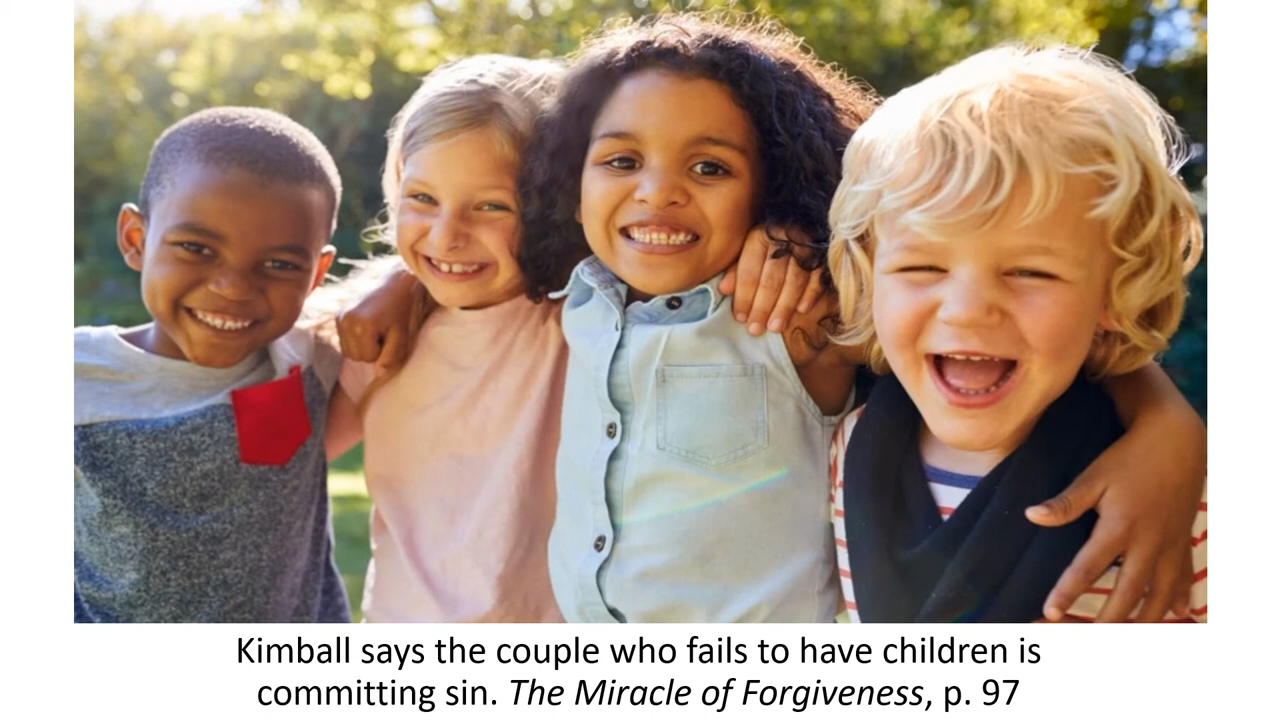 Kimball says the couple who fails to have children is
committing sin. The Miracle of Forgiveness, p. 97